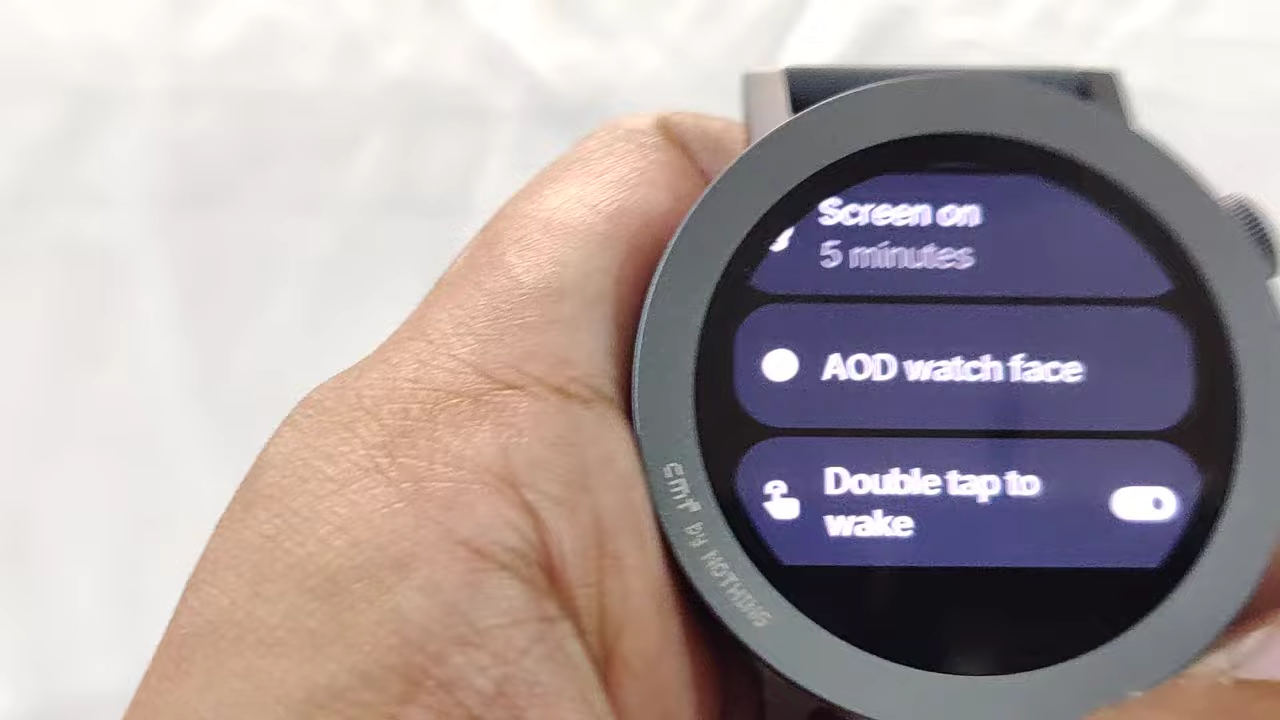 Screen on
5 minutes
AOD watch face
Double tap to
wake
cmf by NOTHING